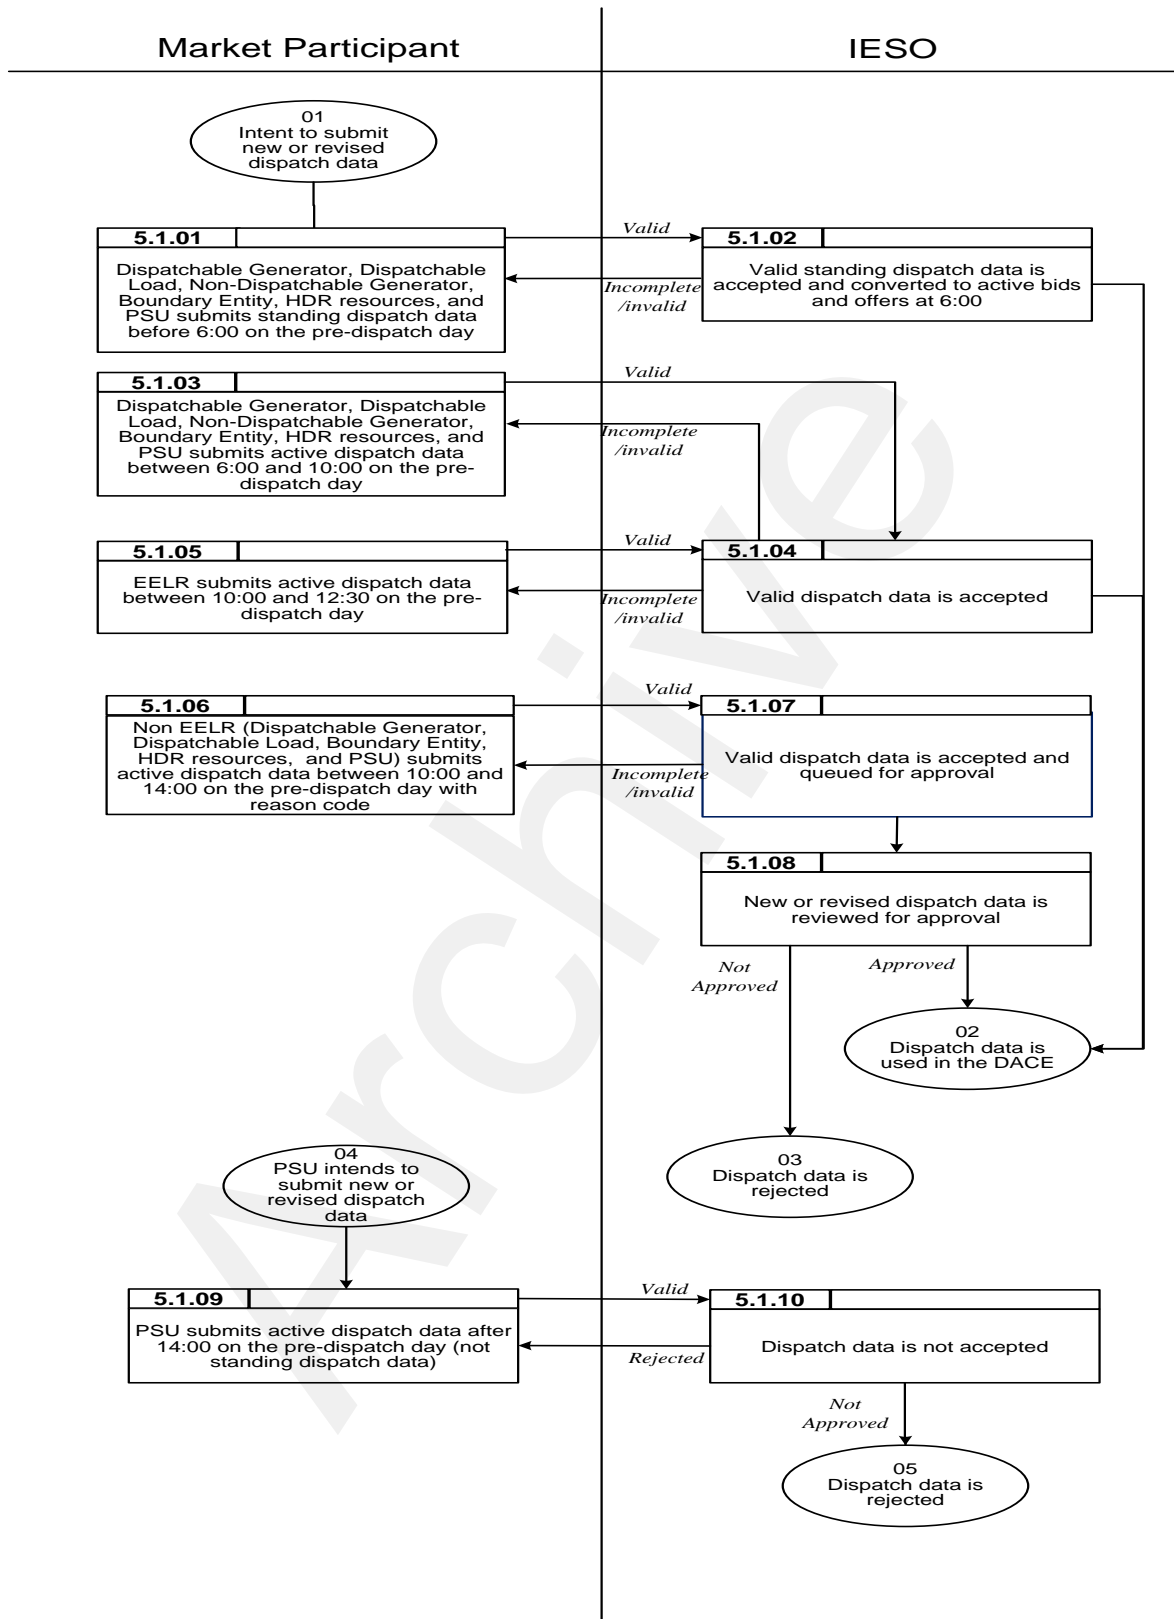 Market Participant
IESO
01
Intent to submit
new or revised
dispatch data
5.1.01
Dispatchable Generator, Dispatchable
Load, Non-Dispatchable Generator,
Boundary Entity, HDR resources, and
PSU submits standing dispatch data
before 6:00 on the pre-dispatch day
Valid
Incomplete
/invalid
5.1.02
Valid standing dispatch data is
accepted and converted to active bids
and offers at 6:00
5.1.03
Dispatchable Generator, Dispatchable
Load, Non-Dispatchable Generator,
Boundary Entity, HDR resources, and
PSU submits active dispatch data
between 6:00 and 10:00 on the pre-
dispatch day
Valid
Incomplete
/invalid
5.1.05
EELR submits active dispatch data
between 10:00 and 12:30 on the pre-
dispatch day
Valid
Incomplete
/invalid
5.1.04
Valid dispatch data is accepted
5.1.06
Non EELR (Dispatchable Generator,
Dispatchable Load, Boundary Entity,
HDR resources, and PSU) submits
active dispatch data between 10:00 and
14:00 on the pre-dispatch day with
reason code
Valid
Incomplete
/invalid
5.1.07
Valid dispatch data is accepted and
queued for approval
5.1.08
New or revised dispatch data is
reviewed for approval
Not
Approved
Approved
02
Dispatch data is
used in the DACE
03
Dispatch data is
rejected
04
PSU intends to
submit new or
revised dispatch
data
5.1.09
PSU submits active dispatch data after
14:00 on the pre-dispatch day (not
standing dispatch data)
Valid
Rejected
5.1.10
Dispatch data is not accepted
Not
Approved
05
Dispatch data is
rejected
Archive